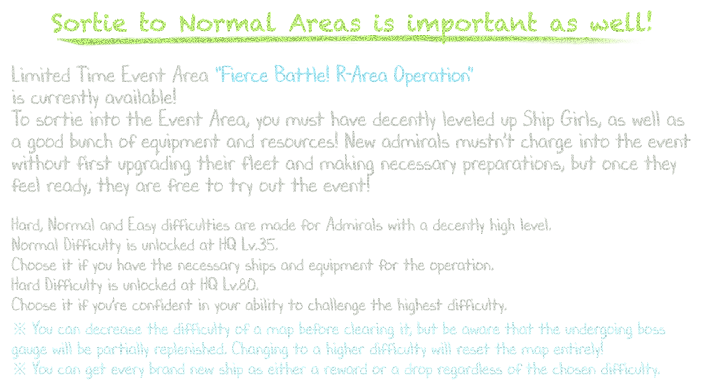 Sortie to Normal Areas is important as well!
Limited Time Event Area "Fierce Battle! R-Area Operation"
is currently available!
To sortie into the Event Area, you must have decently leveled up Ship Girls, as well as
a good bunch of equipment and resources! New admirals mustn't charge into the event
without first upgrading their fleet and making necessary preparations, but once they
feel ready, they are free to try out the event!
Hard, Normal and Easy difficulties are made for Admirals with a decently high level.
Normal Difficulty is unlocked at HQ Lv.35.
Choose it if you have the necessary ships and equipment for the operation.
Hard Difficulty is unlocked at HQ Lv.80.
Choose it if you're confident in your ability to challenge the highest difficulty.
※ You can decrease the difficulty of a map before clearing it, but be aware that the undergoing boss
gauge will be partially replenished. Changing to a higher difficulty will reset the map entirely!
※ You can get every brand new ship as either a reward or a drop regardless of the chosen difficulty.